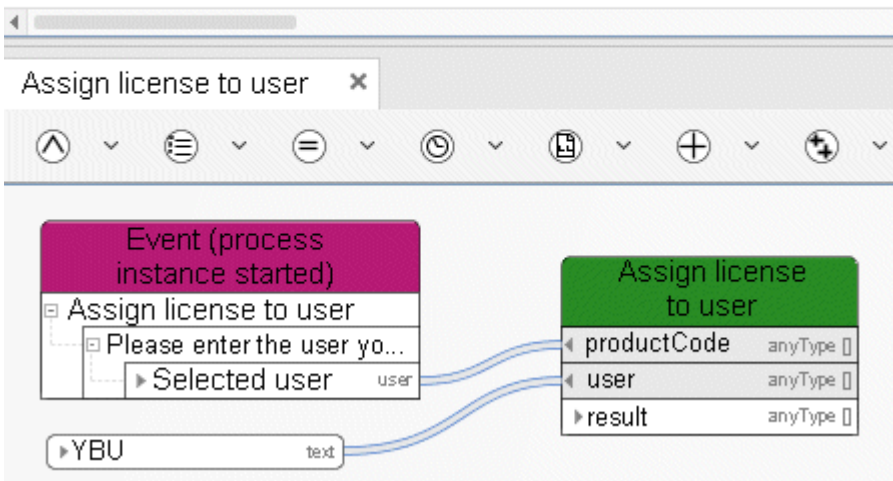 Assign license to user
Event (process
instance started)
Assign license to user
Please enter the user yo...
Selected user user
YBU text
Assign license
to user
productCode anyType []
user anyType []
result anyType []